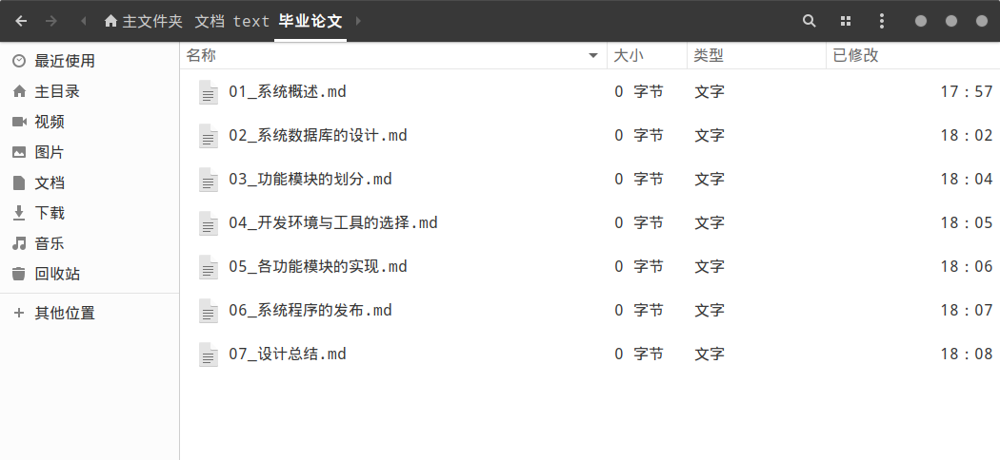 主文件夹 文档 text 毕业论文
最近使用
主目录
视频
图片
文档
下载
音乐
回收站
其他位置
名称 大小 类型 已修改
01_系统概述.md 0 字节 文字 17：57
02_系统数据库的设计.md 0 字节 文字 18：02
03_功能模块的划分.md 0 字节 文字 18：04
04_开发环境与工具的选择.md 0 字节 文字 18：05
05_各功能模块的实现.md 0 字节 文字 18：06
06_系统程序的发布.md 0 字节 文字 18：07
07_设计总结.md 0 字节 文字 18：08